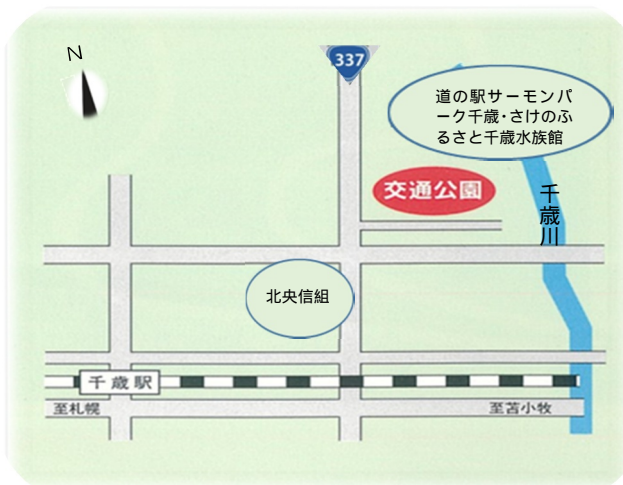 N
337
道の駅サーモンパ
ーク千歳・さけのふ
るさと千歳水族館
交通公園
千歳川
北央信組
千歳駅
至札幌
至苫小牧